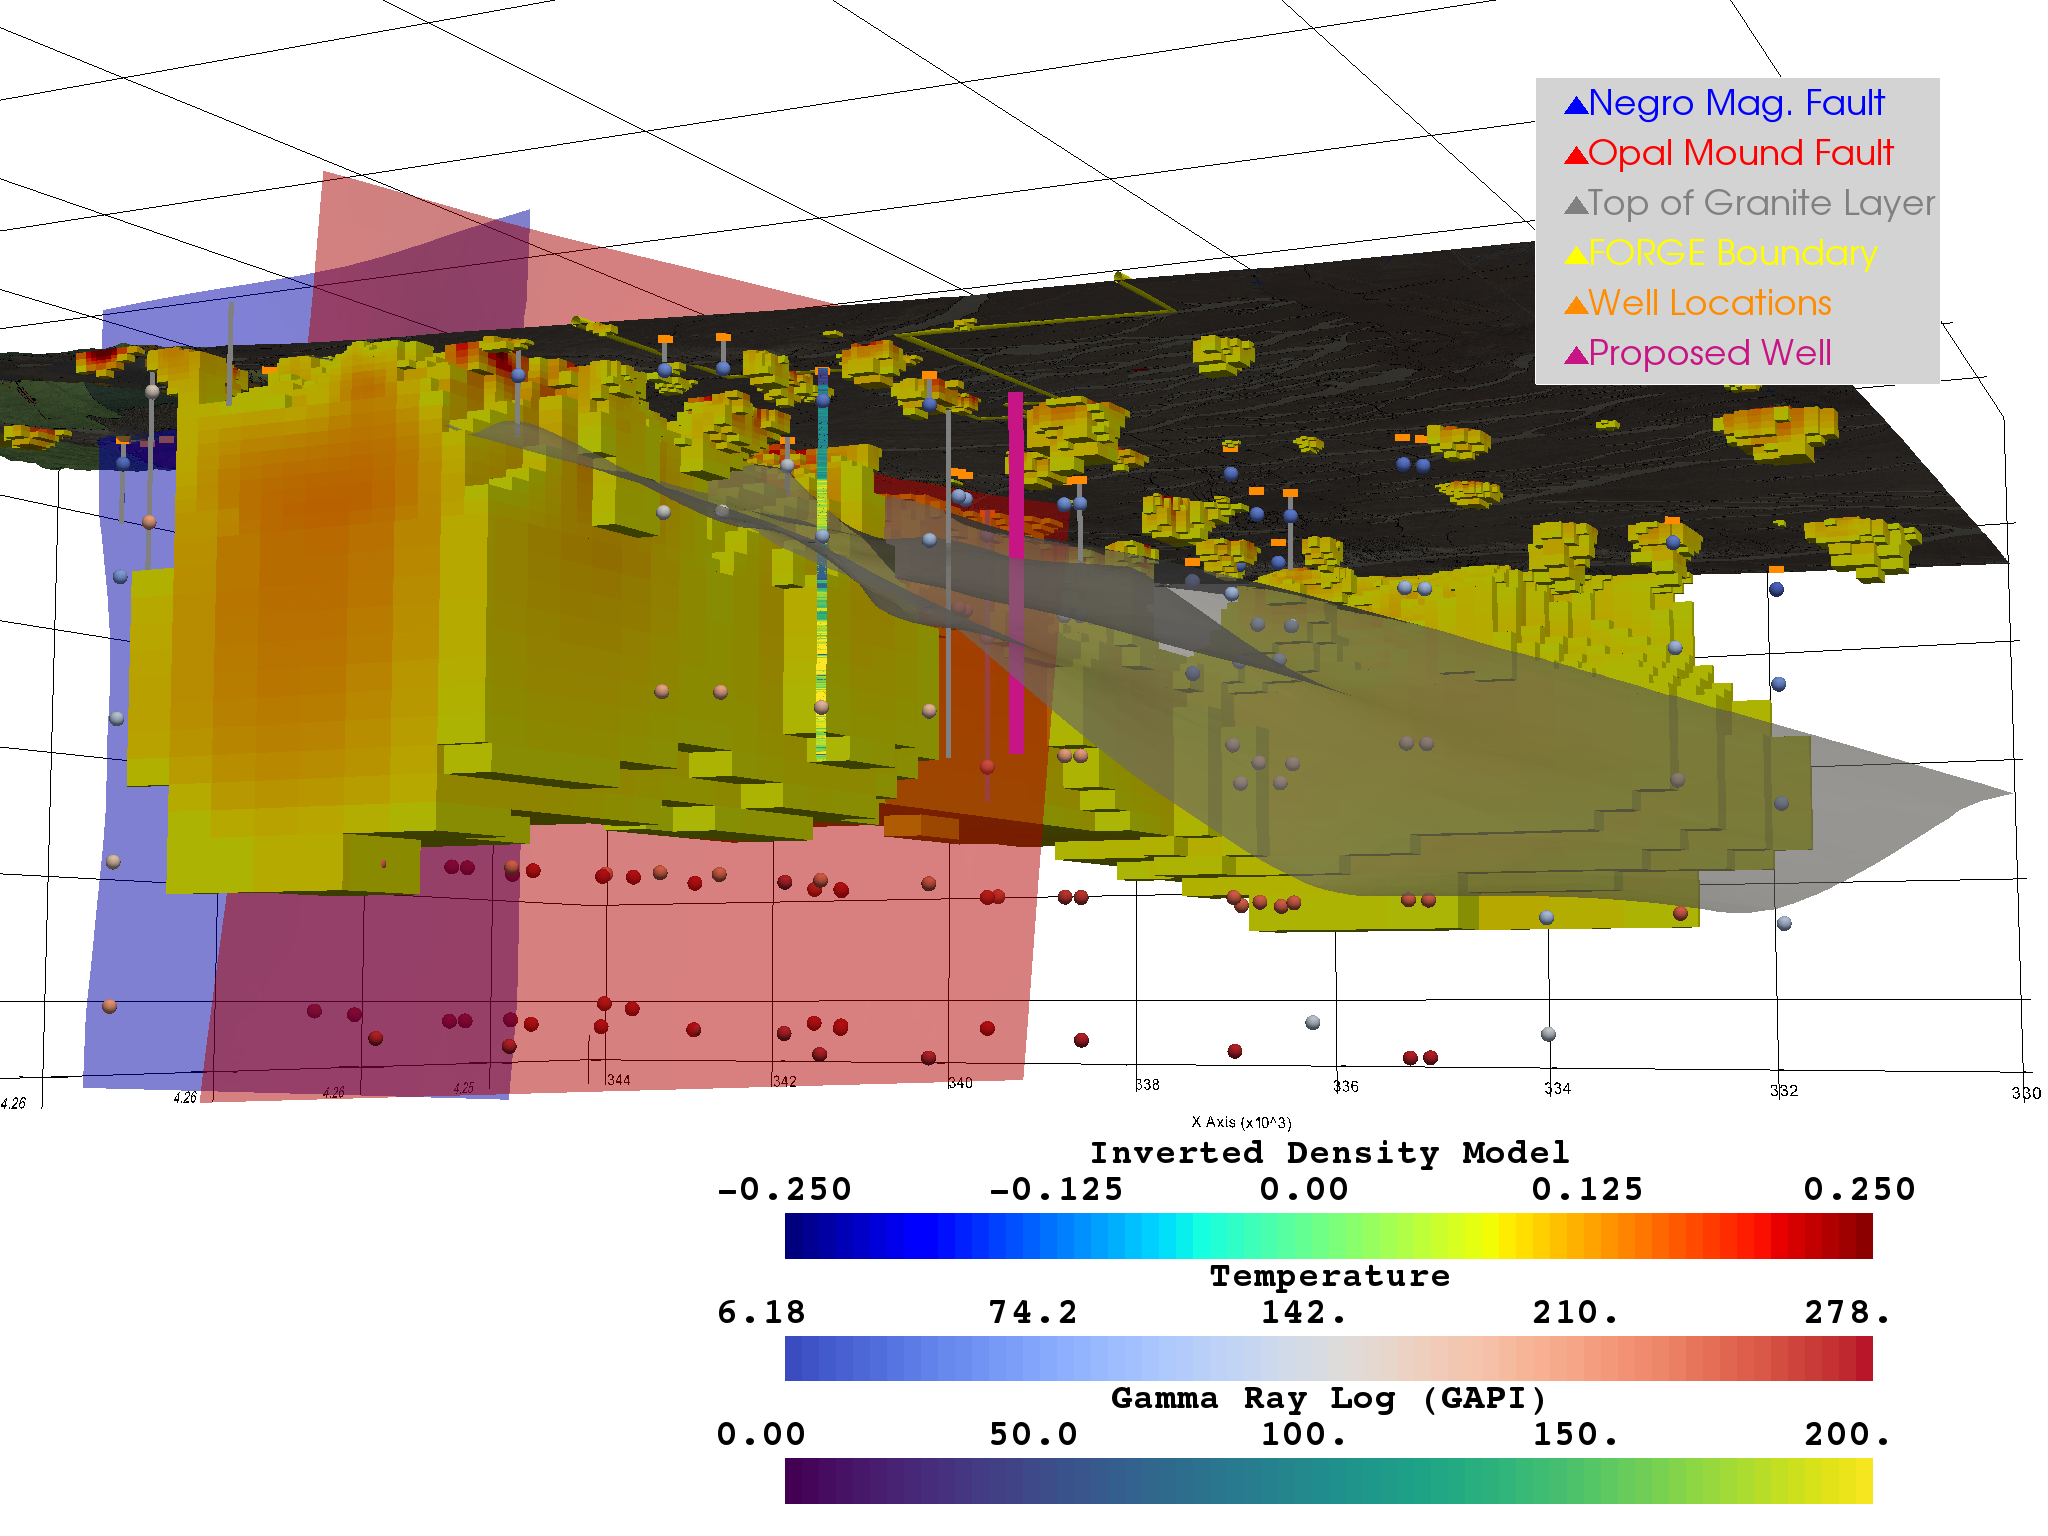 Negro Mag. Fault
Opal Mound Fault
Top of Granite Layer
FORGE Boundary
Well Locations
Proposed Well
4.26 4.26 4.26 4.25 344 342 340 338 336 334 332 330
X Axis (x10^3)
Inverted Density Model
-0.250 -0.125 0.00 0.125 0.250
Temperature
6.18 74.2 142. 210. 278.
Gamma Ray Log (GAPI)
0.00 50.0 100. 150. 200.